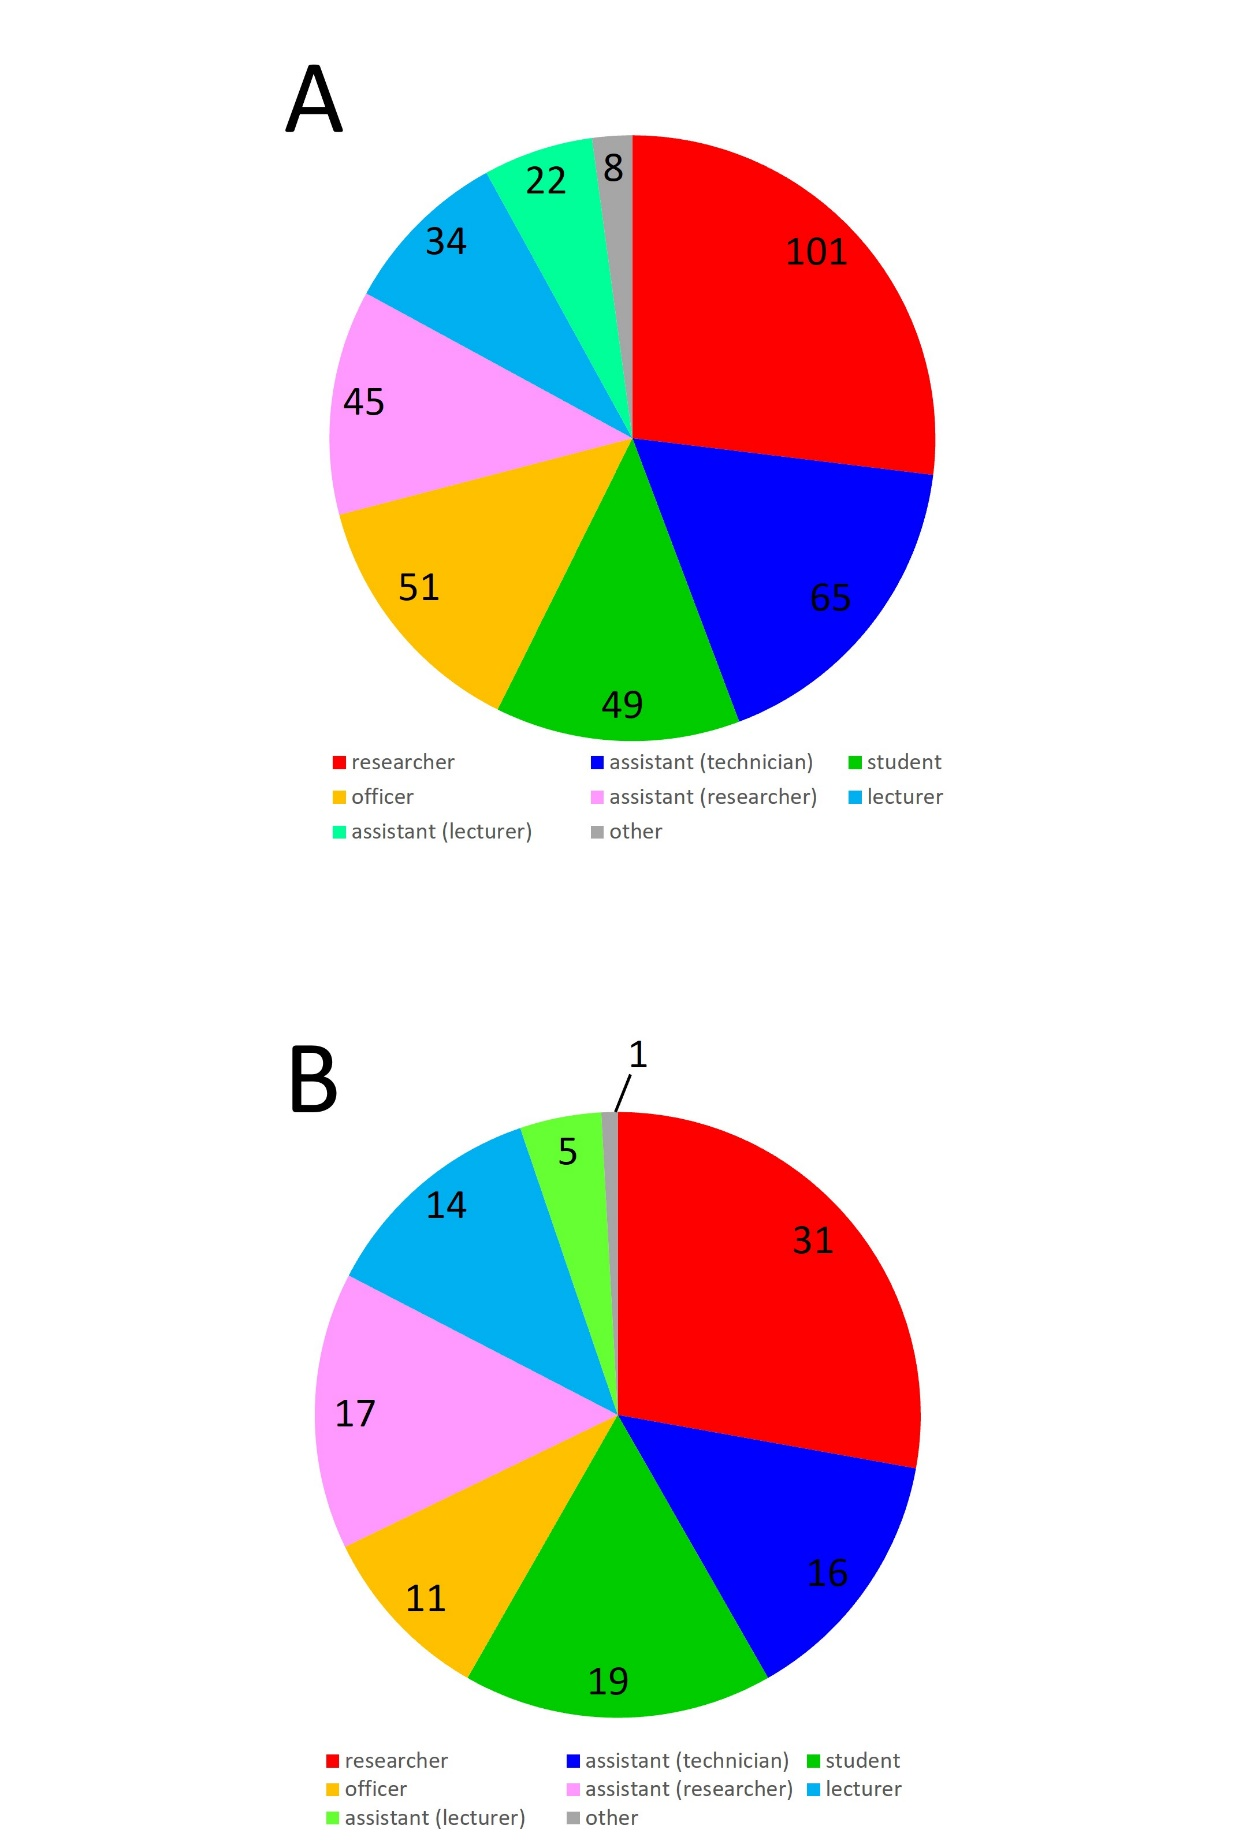 A
8
22
101
34
45
51
65
49
researcher assistant (technician) student
officer assistant (researcher) lecturer
assistant (lecturer) other
B
1
5
14
31
17
16
11
19
researcher assistant (technician) student
officer assistant (researcher) lecturer
assistant (lecturer) other